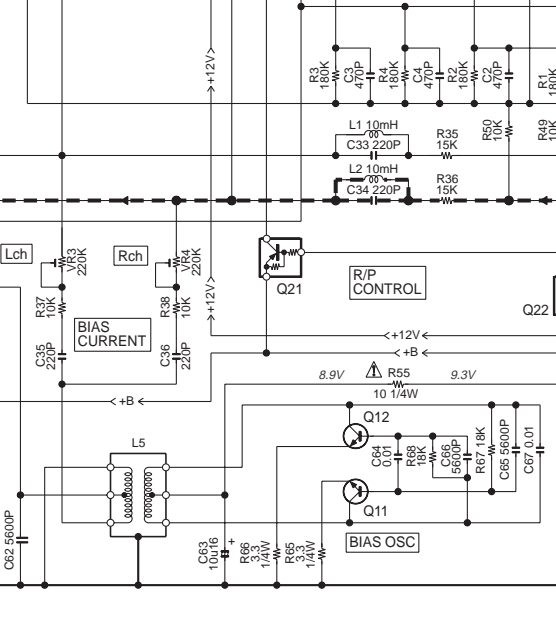 +12V
R3
180K
C3
470P
R4
180K
C4
470P
R2
180K
C2
470P
R1
180K
L1 10mH
C33 220P
R35
15K
R50
10K
R49
10K
L2 10mH
C34 220P
R36
15K
Lch
VR3
220K
Rch
VR4
220K
Q21
R/P
CONTROL
R37
10K
R38
10K
+12V
Q22
BIAS
CURRENT
C35
220P
C36
220P
+12V
+B
8.9V
R55
9.3V
10 1/4W
+B
Q12
L5
C64
0.01
R68
18K
C66
5600P
R67 18K
C65 5600P
C67 0.01
Q11
BIAS OSC
C62 5600P
C63
10u16
+
R66
3.3
1/4W
R65
3.3
1/4W